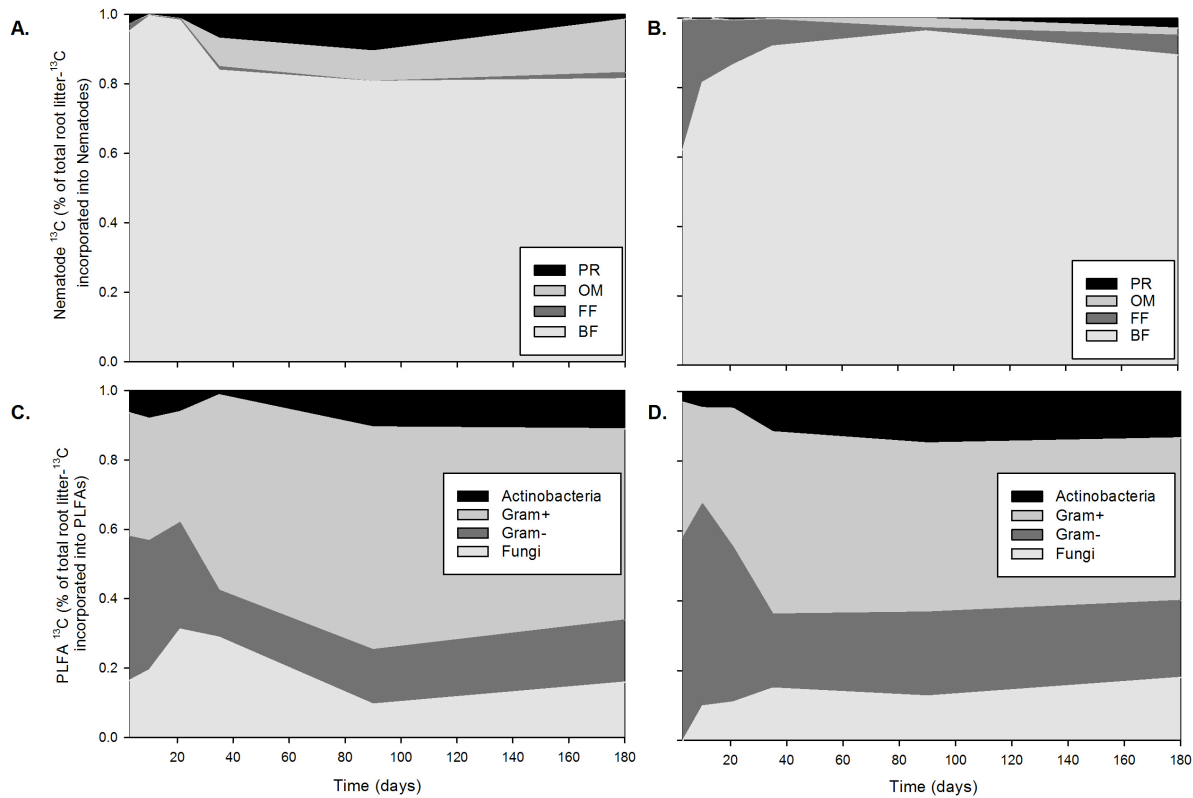 A.
Nematode ¹³C (% of total root litter-¹³C
incorporated into Nematodes)
1.0
0.8
0.6
0.4
0.2
0.0
PR
OM
FF
BF
B.
PR
OM
FF
BF
C.
PLFA ¹³C (% of total root litter-¹³C
incorporated into PLFAs)
1.0
0.8
0.6
0.4
0.2
0.0
Actinobacteria
Gram+
Gram-
Fungi
20 40 60 80 100 120 140 160 180
Time (days)
D.
Actinobacteria
Gram+
Gram-
Fungi
20 40 60 80 100 120 140 160 180
Time (days)